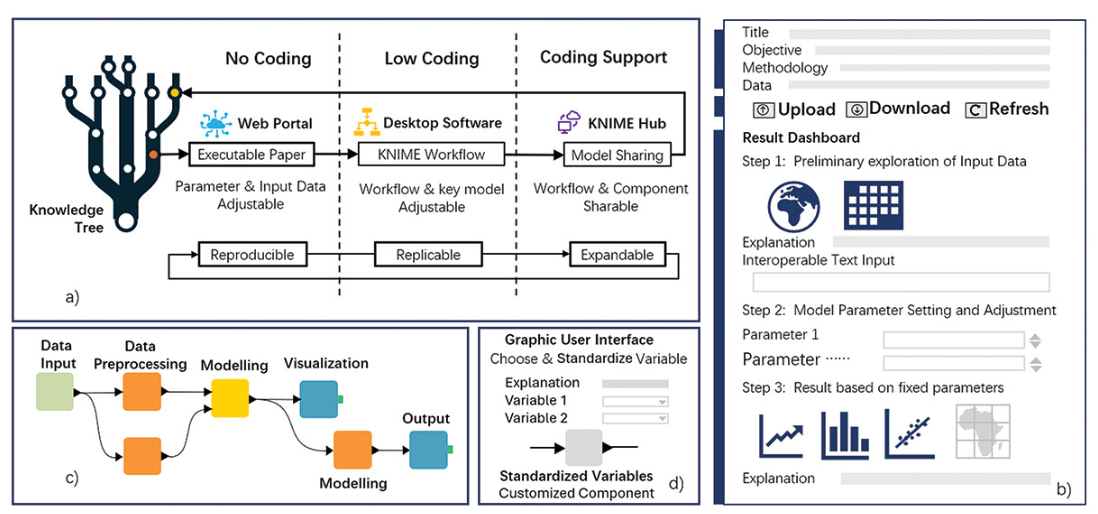 No Coding
Low Coding
Coding Support
Web Portal
Desktop Software
KNIME Hub
Executable Paper
KNIME Workflow
Model Sharing
Parameter & Input Data
Adjustable
Workflow & key model
Adjustable
Workflow & Component
Sharable
Knowledge
Tree
Reproducible
Replicable
Expandable
a)
Title
Objective
Methodology
Data
Upload
Download
Refresh
Result Dashboard
Step 1: Preliminary exploration of Input Data
Explanation
Interoperable Text Input
Step 2: Model Parameter Setting and Adjustment
Parameter 1
Parameter ······
Step 3: Result based on fixed parameters
Explanation
b)
Data
Input
Data
Preprocessing
Modelling
Visualization
Output
Modelling
c)
Graphic User Interface
Choose & Standardize Variable
Explanation
Variable 1
Variable 2
Standardized Variables
Customized Component
d)